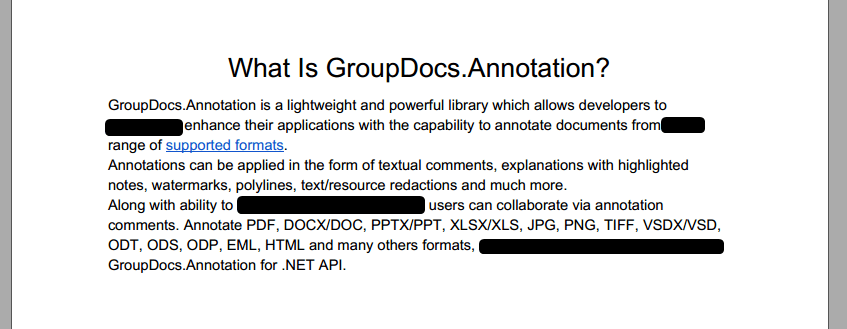 What Is GroupDocs.Annotation?
GroupDocs.Annotation is a lightweight and powerful library which allows developers to
enhance their applications with the capability to annotate documents from
range of supported formats.
Annotations can be applied in the form of textual comments, explanations with highlighted
notes, watermarks, polylines, text/resource redactions and much more.
Along with ability to users can collaborate via annotation
comments. Annotate PDF, DOCX/DOC, PPTX/PPT, XLSX/XLS, JPG, PNG, TIFF, VSDX/VSD,
ODT, ODS, ODP, EML, HTML and many others formats,
GroupDocs.Annotation for .NET API.